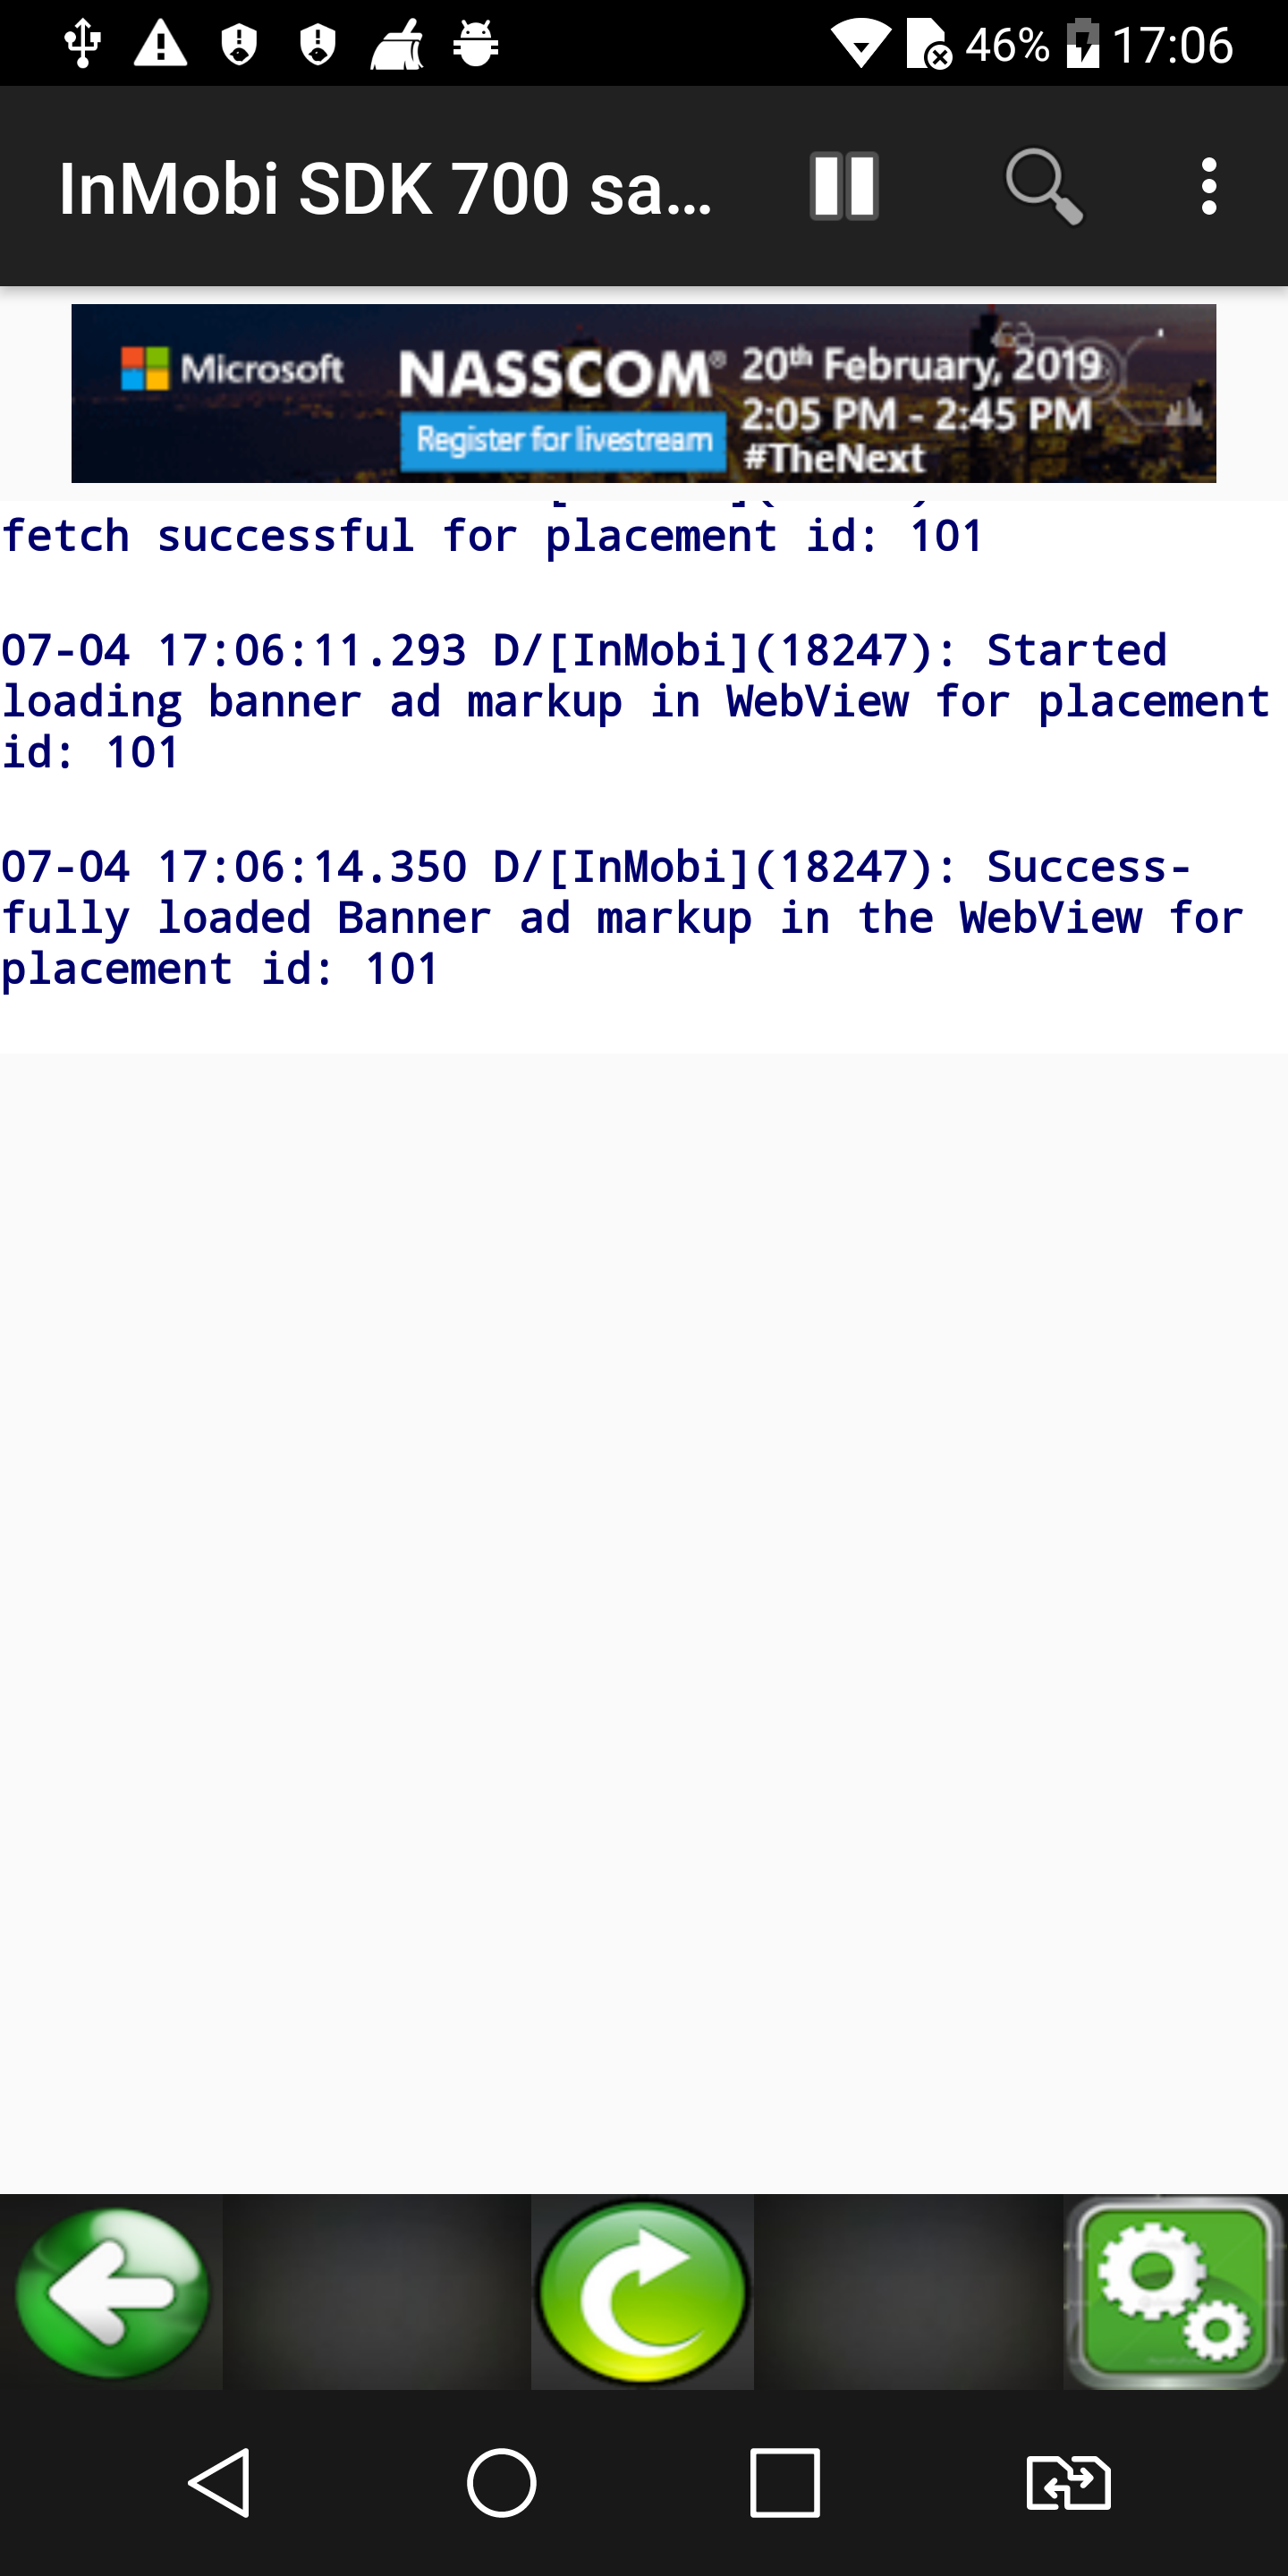 46% 17:06
InMobi SDK 700 sa...
Microsoft
NASSCOM®
Register for livestream
20th February, 2019
2:05 PM - 2:45 PM
#TheNext
fetch successful for placement id: 101
07-04 17:06:11.293 D/[InMobi](18247): Started
loading banner ad markup in WebView for placement
id: 101
07-04 17:06:14.350 D/[InMobi](18247): Success-
fully loaded Banner ad markup in the WebView for
placement id: 101